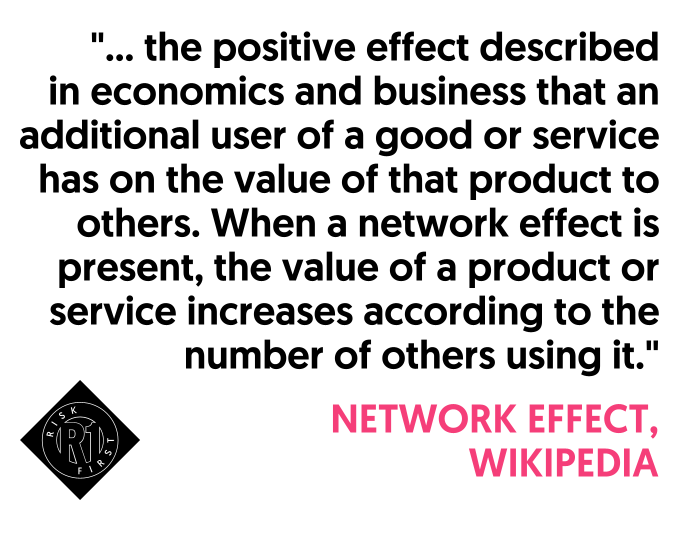 "... the positive effect described
in economics and business that an
additional user of a good or service
has on the value of that product to
others. When a network effect is
present, the value of a product or
service increases according to the
number of others using it."
NETWORK EFFECT,
WIKIPEDIA
RISK
R1
FIRST